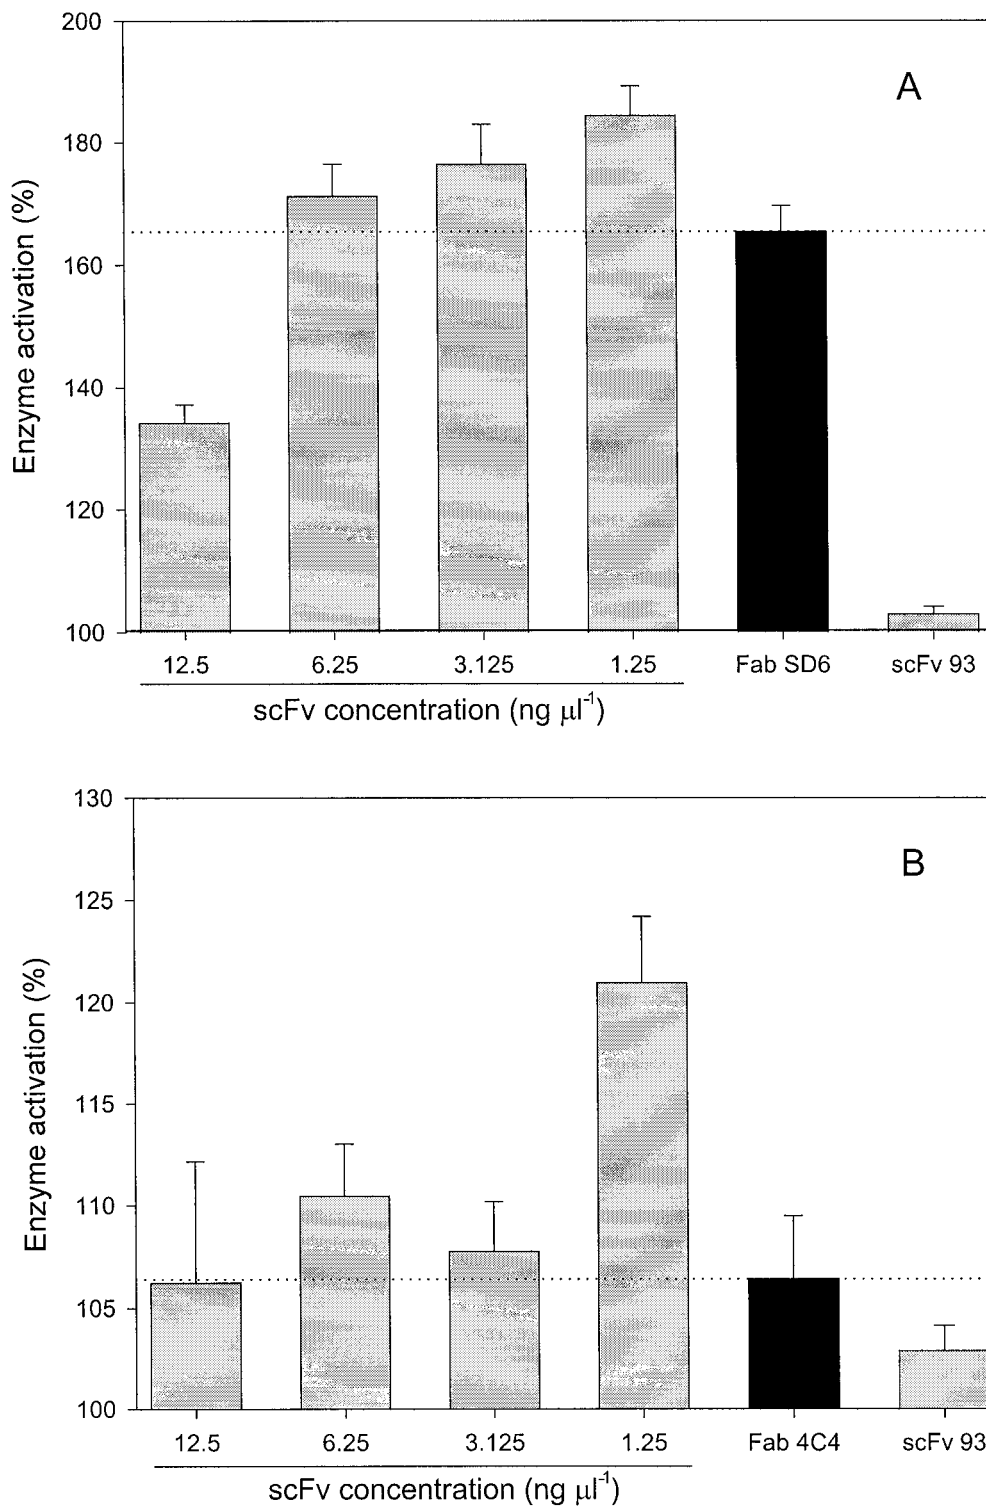 A
Enzyme activation (%)
200
180
160
140
120
100
12.5 6.25 3.125 1.25 Fab SD6 scFv 93
scFv concentration (ng µl⁻¹)
B
Enzyme activation (%)
130
125
120
115
110
105
100
12.5 6.25 3.125 1.25 Fab 4C4 scFv 93
scFv concentration (ng µl⁻¹)